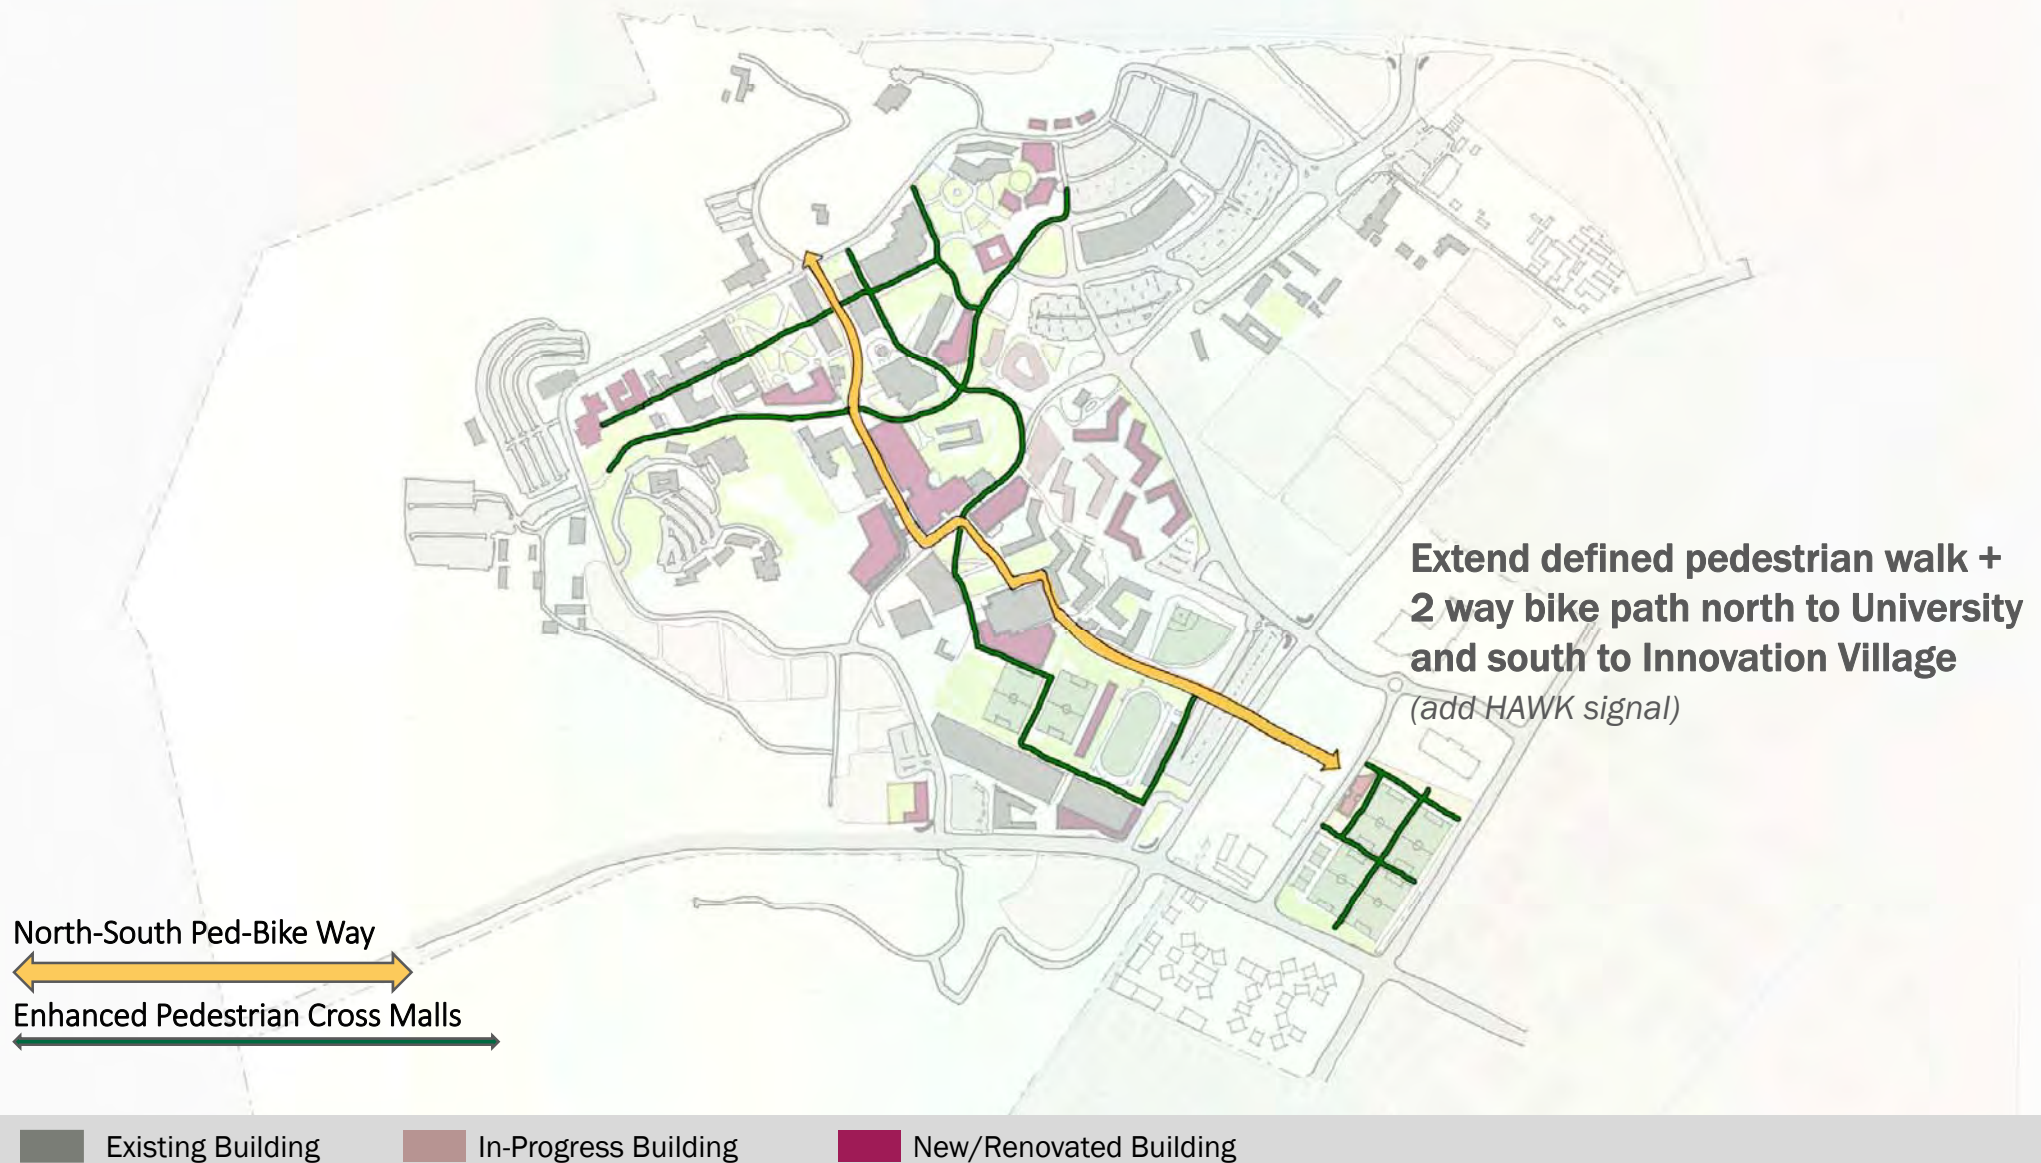 Extend defined pedestrian walk +
2 way bike path north to University
and south to Innovation Village
(add HAWK signal)
North-South Ped-Bike Way
Enhanced Pedestrian Cross Malls
Existing Building
In-Progress Building
New/Renovated Building